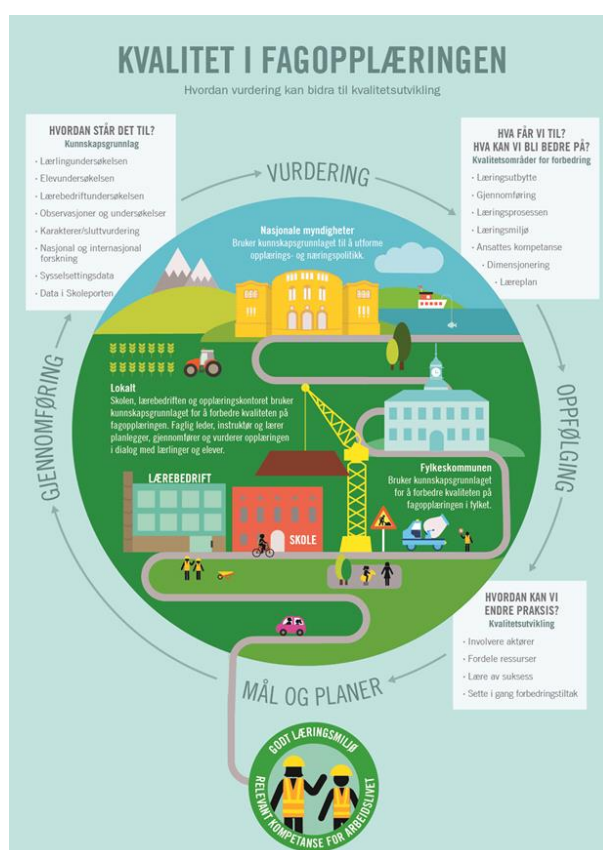 KVALITET I FAGOPPLÆRINGEN
Hvordan vurdering kan bidra til kvalitetsutvikling
HVORDAN STÅR DET TIL?
Kunnskapsgrunnlag
- Lærlingundersøkelsen
- Elevundersøkelsen
- Lærebedriftundersøkelsen
- Observasjoner og undersøkelser
- Karakterer/sluttvurdering
- Nasjonal og internasjonal
forskning
- Sysselsettingsdata
- Data i Skoleporten
VURDERING
HVA FÅR VI TIL?
HVA KAN VI BLI BEDRE PÅ?
Kvalitetsområder for forbedring
- Læringsutbytte
- Gjennomføring
- Læringsprosessen
- Læringsmiljø
- Ansattes kompetanse
- Dimensjonering
- Læreplan
Nasjonale myndigheter
Bruker kunnskapsgrunnlaget til å utforme
opplærings- og næringspolitikk.
GJENNOMFØRING
OPPFØLGING
Lokalt
Skolen, lærebedriften og opplæringskontoret bruker
kunnskapsgrunnlaget for å forbedre kvaliteten på
fagopplæringen. Faglig leder, instruktør og lærer
planlegger, gjennomfører og vurderer opplæringen
i dialog med lærlinger og elever.
Fylkeskommunen
Bruker kunnskapsgrunnlaget
for å forbedre kvaliteten på
fagopplæringen i fylket.
LÆREBEDRIFT
SKOLE
HVORDAN KAN VI
ENDRE PRAKSIS?
Kvalitetsutvikling
- Involvere aktører
- Fordele ressurser
- Lære av suksess
- Sette i gang forbedringstiltak
MÅL OG PLANER
GODT LÆRINGSMILJØ
RELEVANT KOMPETANSE FOR ARBEIDSLIVET